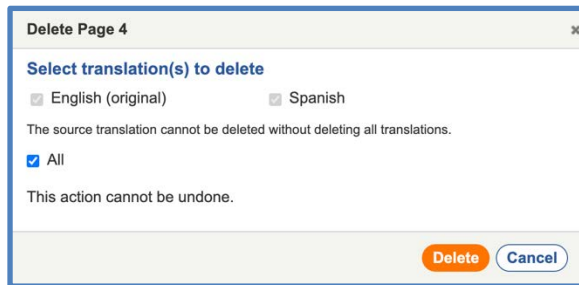 Delete Page 4
Select translation(s) to delete
English (original) Spanish
The source translation cannot be deleted without deleting all translations.
All
This action cannot be undone.
Delete Cancel